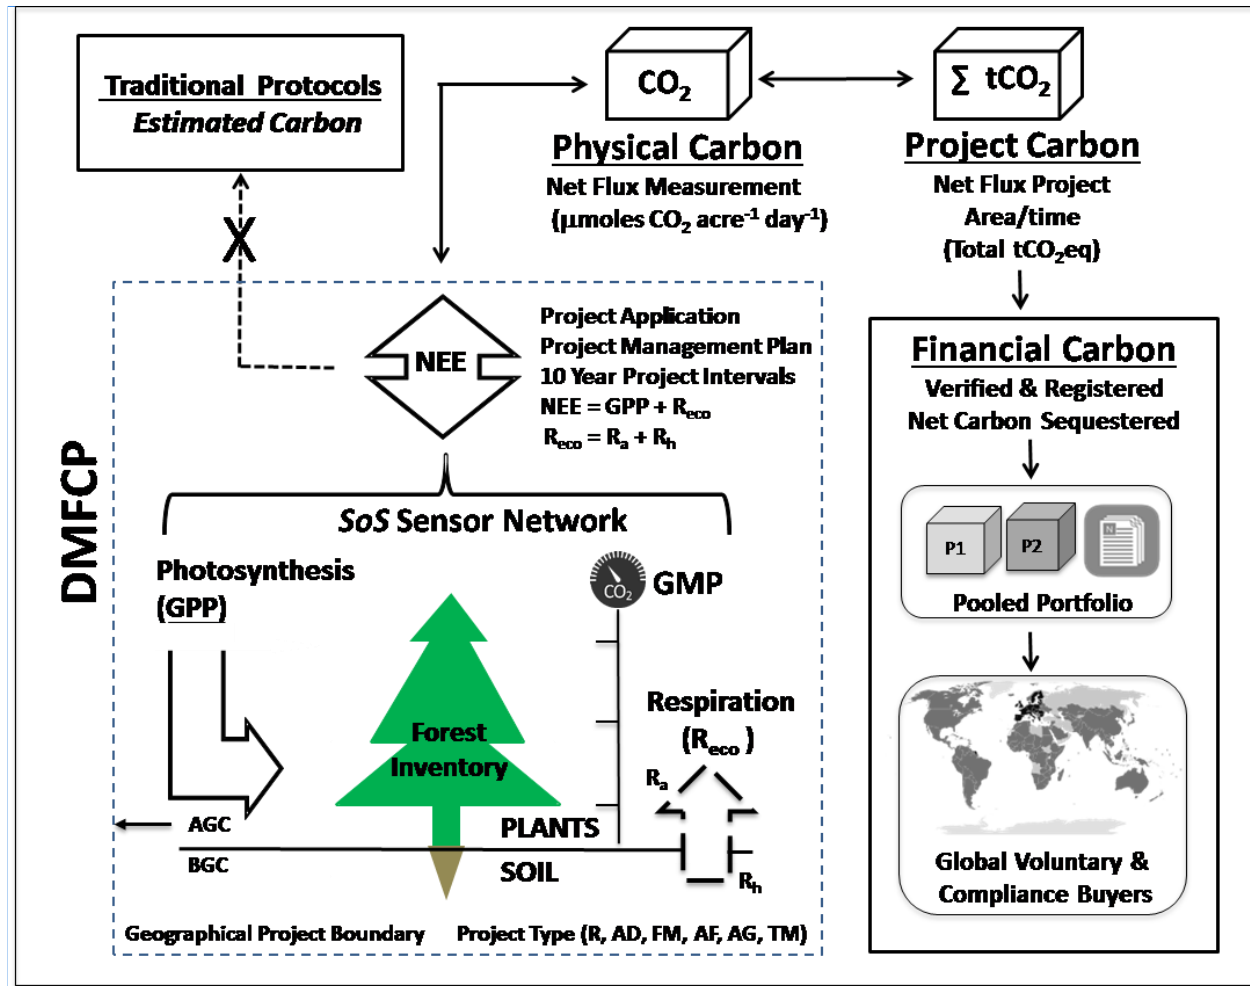 Traditional Protocols
Estimated Carbon
CO₂
∑ tCO₂
Physical Carbon
Net Flux Measurement
(µmoles CO₂ acre⁻¹ day⁻¹)
Project Carbon
Net Flux Project
Area/time
(Total tCO₂eq)
X
DMFCP
NEE
Project Application
Project Management Plan
10 Year Project Intervals
NEE = GPP + Reco
Reco = Ra + Rh
SoS Sensor Network
Photosynthesis
(GPP)
CO₂
GMP
Forest
Inventory
Respiration
(Reco )
Ra
AGC
PLANTS
BGC
SOIL
Rh
Geographical Project Boundary
Project Type (R, AD, FM, AF, AG, TM)
Financial Carbon
Verified & Registered
Net Carbon Sequestered
P1
P2
N
Pooled Portfolio
Global Voluntary &
Compliance Buyers